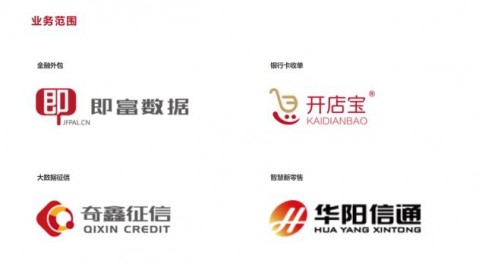 业务范围
金融外包
即
JFPAL.CN
即富数据
银行卡收单
开店宝®
KAIDIANBAO
大数据征信
奇鑫征信
QIXIN CREDIT
智慧新零售
华阳信通
HUA YANG XINTONG